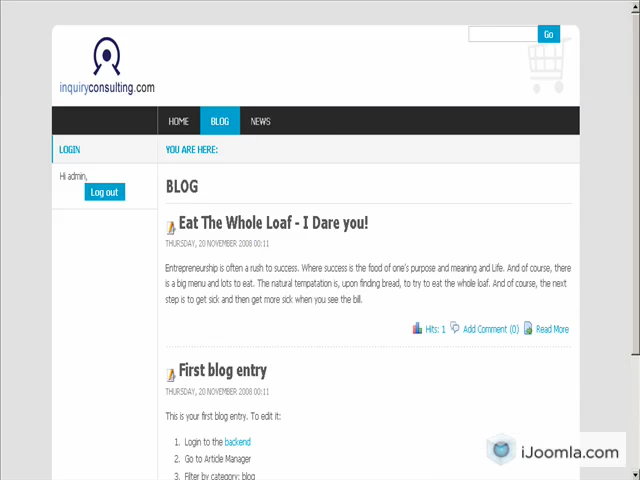 Go
inquiryconsulting.com
HOME BLOG NEWS
LOGIN
YOU ARE HERE:
Hi admin,
Log out
BLOG
Eat The Whole Loaf - I Dare you!
THURSDAY, 20 NOVEMBER 2008 00:11
Entrepreneurship is often a rush to success. Where success is the food of one's purpose and meaning and Life. And of course, there
is a big menu and lots to eat. The natural tempatation is, upon finding bread, to try to eat the whole loaf. And of course, the next
step is to get sick and then get more sick when you see the bill.
Hits: 1 Add Comment (0) Read More
First blog entry
THURSDAY, 20 NOVEMBER 2008 00:11
This is your first blog entry. To edit it:
1. Login to the backend
2. Go to Article Manager
3. Filter by category: blog
iJoomla.com